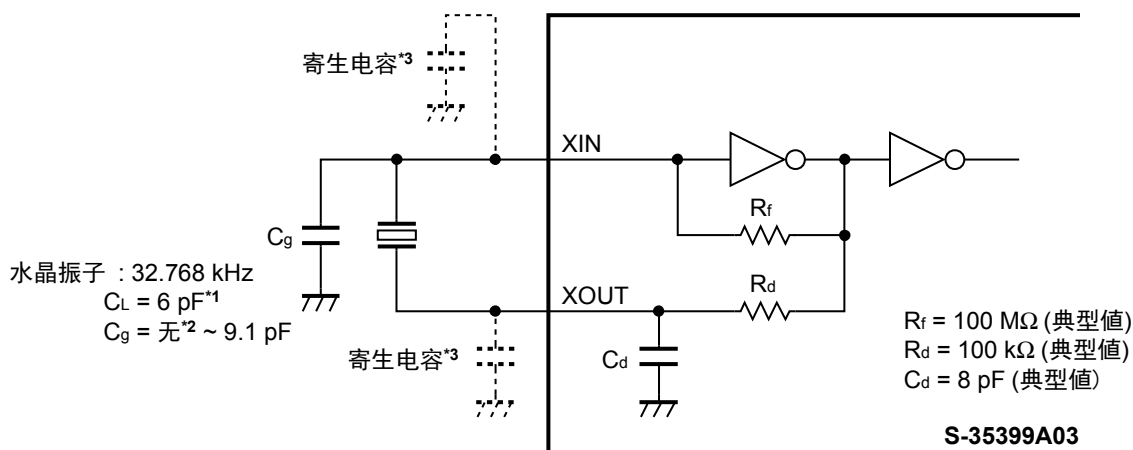 寄生电容*3
XIN
Rf
Cg
水晶振子 : 32.768 kHz
CL = 6 pF*1
Cg = 无*2 ~ 9.1 pF
XOUT
Rd
寄生电容*3
Cd
Rf = 100 MΩ (典型値)
Rd = 100 kΩ (典型値)
Cd = 8 pF (典型値)
S-35399A03